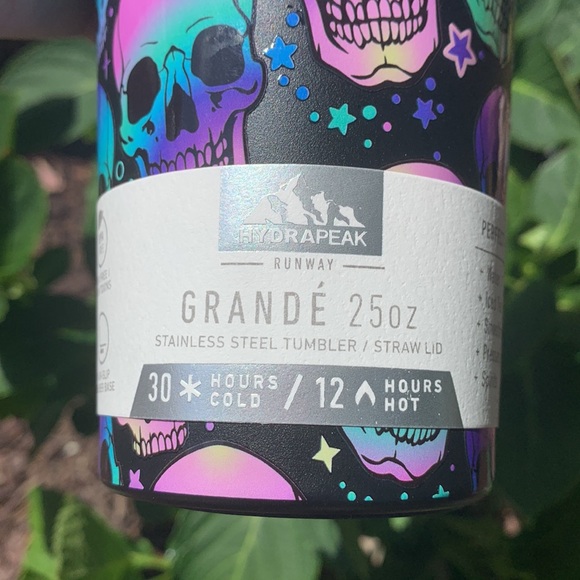 HYDRAPEAK
RUNWAY
GRANDÉ 25oz
STAINLESS STEEL TUMBLER / STRAW LID
30 HOURS COLD / 12 HOURS HOT